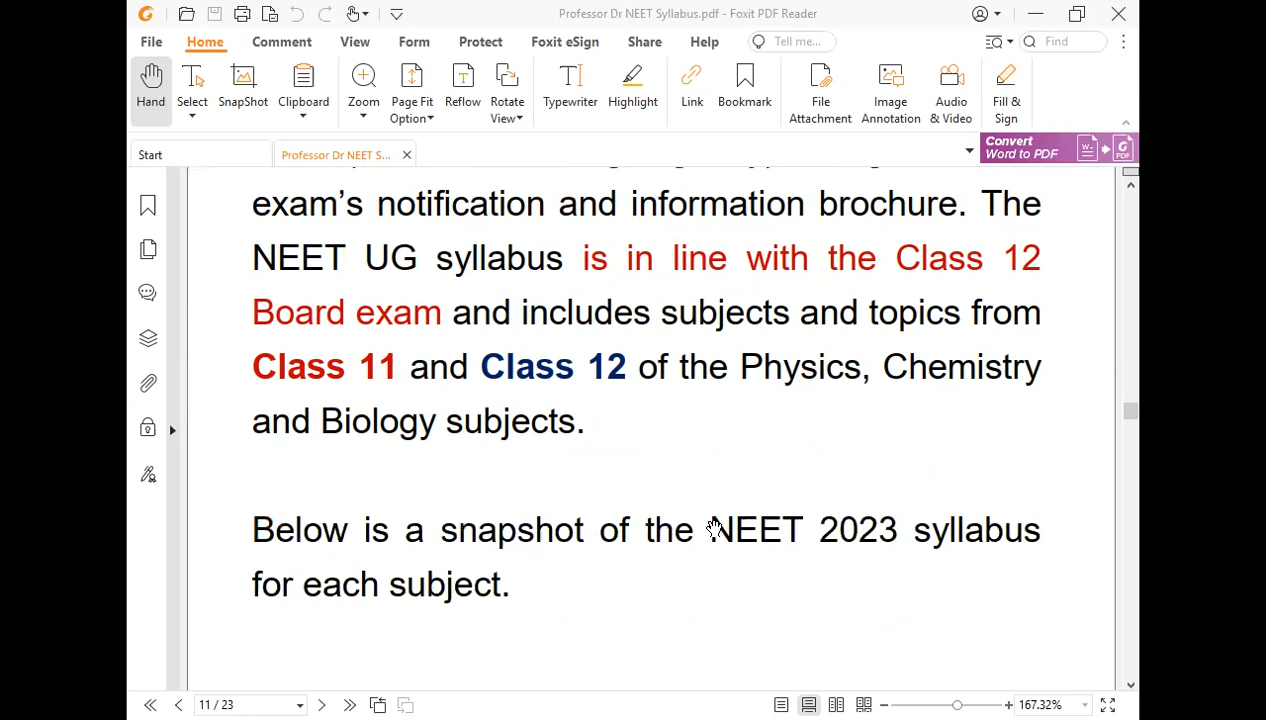 Professor Dr NEET Syllabus.pdf - Foxit PDF Reader
File Home Comment View Form Protect Foxit eSign Share Help Tell me... Find
Hand Select SnapShot Clipboard Zoom Page Fit Option Reflow Rotate View Typewriter Highlight Link Bookmark File Attachment Image Annotation Audio & Video Fill & Sign
Start Professor Dr NEET S... Convert Word to PDF
exam's notification and information brochure. The
NEET UG syllabus is in line with the Class 12
Board exam and includes subjects and topics from
Class 11 and Class 12 of the Physics, Chemistry
and Biology subjects.
Below is a snapshot of the NEET 2023 syllabus
for each subject.
11 / 23 167.32%